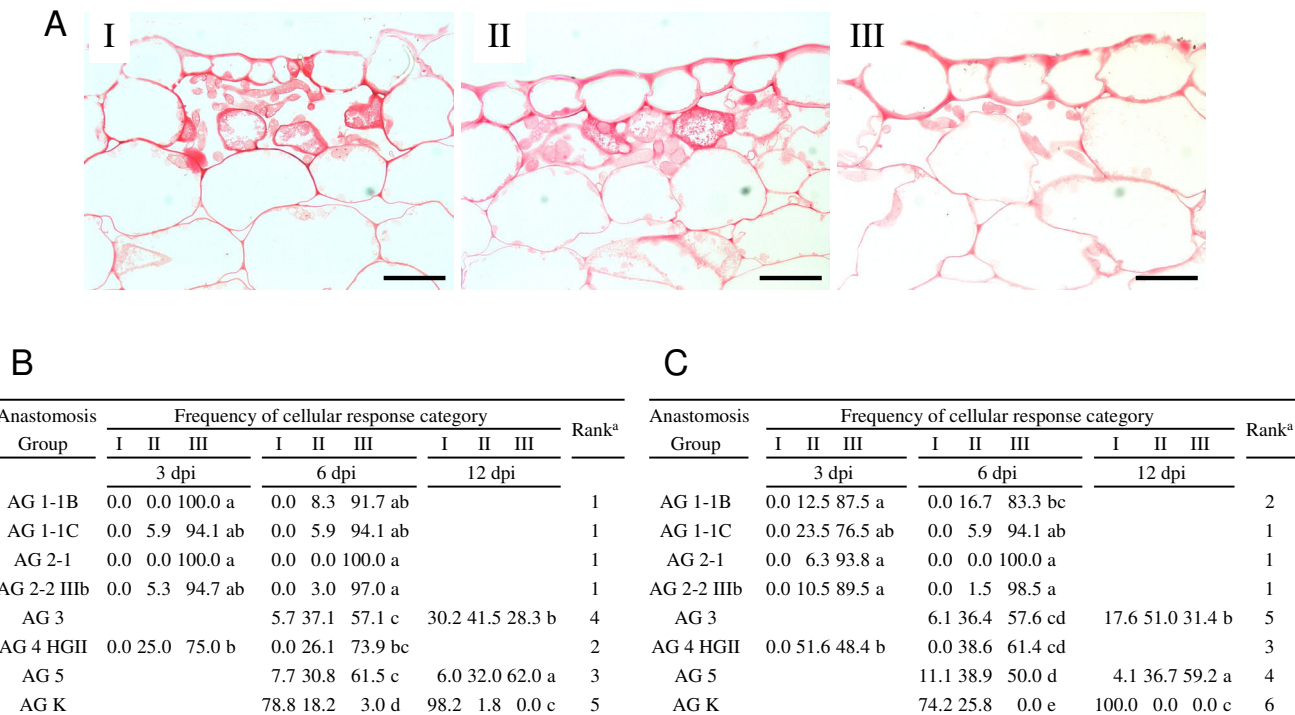 A
I
II
III
B
Anastomosis Group Frequency of cellular response category Rankᵃ
I II III I II III I II III
3 dpi 6 dpi 12 dpi
AG 1-1B 0.0 0.0 100.0 a 0.0 8.3 91.7 ab 1
AG 1-1C 0.0 5.9 94.1 ab 0.0 5.9 94.1 ab 1
AG 2-1 0.0 0.0 100.0 a 0.0 0.0 100.0 a 1
AG 2-2 IIIb 0.0 5.3 94.7 ab 0.0 3.0 97.0 a 1
AG 3 5.7 37.1 57.1 c 30.2 41.5 28.3 b 4
AG 4 HGII 0.0 25.0 75.0 b 0.0 26.1 73.9 bc 2
AG 5 7.7 30.8 61.5 c 6.0 32.0 62.0 a 3
AG K 78.8 18.2 3.0 d 98.2 1.8 0.0 c 5
C
Anastomosis Group Frequency of cellular response category Rankᵃ
I II III I II III I II III
3 dpi 6 dpi 12 dpi
AG 1-1B 0.0 12.5 87.5 a 0.0 16.7 83.3 bc 2
AG 1-1C 0.0 23.5 76.5 ab 0.0 5.9 94.1 ab 1
AG 2-1 0.0 6.3 93.8 a 0.0 0.0 100.0 a 1
AG 2-2 IIIb 0.0 10.5 89.5 a 0.0 1.5 98.5 a 1
AG 3 6.1 36.4 57.6 cd 17.6 51.0 31.4 b 5
AG 4 HGII 0.0 51.6 48.4 b 0.0 38.6 61.4 cd 3
AG 5 11.1 38.9 50.0 d 4.1 36.7 59.2 a 4
AG K 74.2 25.8 0.0 e 100.0 0.0 0.0 c 6